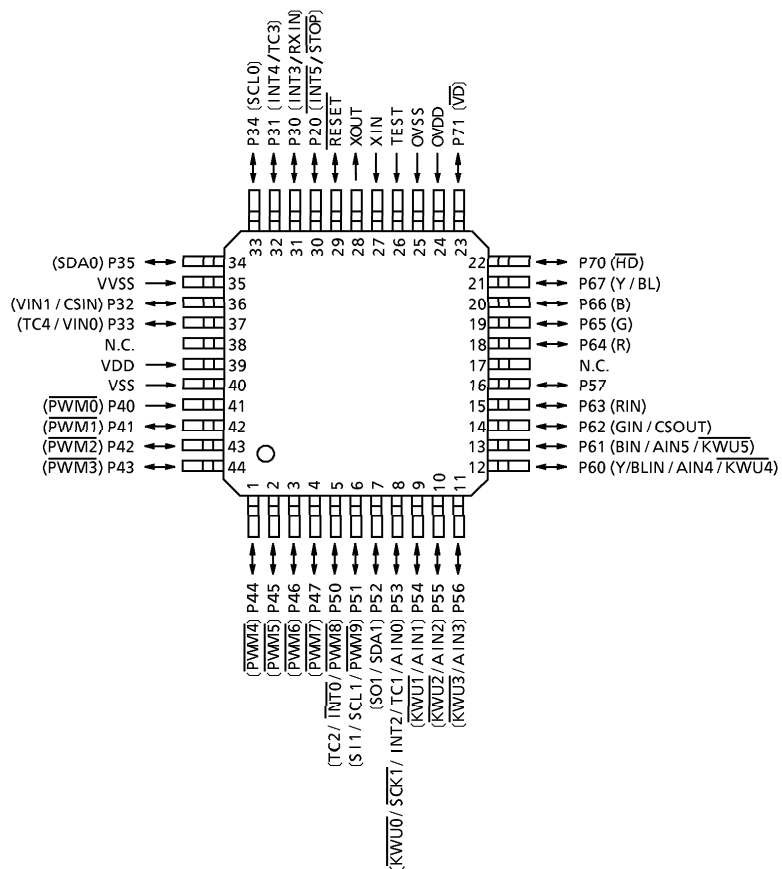 P34 (SCL0)
P31 (INT4/TC3)
P30 (INT3/RXIN)
P20 (INT5/STOP)
RESET
XOUT
XIN
TEST
OVSS
OVDD
P71 (VD)
33 32 31 30 29 28 27 26 25 24 23
(SDA0) P35 34
VVSS 35
(VIN1 / CSIN) P32 36
(TC4 / VIN0) P33 37
N.C. 38
VDD 39
VSS 40
(PWM0) P40 41
(PWM1) P41 42
(PWM2) P42 43
(PWM3) P43 44
22 P70 (HD)
21 P67 (Y / BL)
20 P66 (B)
19 P65 (G)
18 P64 (R)
17 N.C.
16 P57
15 P63 (RIN)
14 P62 (GIN / CSOUT)
13 P61 (BIN / AIN5 / KWU5)
12 P60 (Y/BLIN / AIN4 / KWU4)
1 2 3 4 5 6 7 8 9 10 11
(PWM4) P44
(PWM5) P45
(PWM6) P46
(PWM7) P47
(TC2/ INT0/ PWM8) P50
(SI1/ SCL1/ PWM9) P51
(SO1/ SDA1) P52
(KWU0/ SCK1/ INT2/ TC1/ AIN0) P53
(KWU1/ AIN1) P54
(KWU2/ AIN2) P55
(KWU3/ AIN3) P56